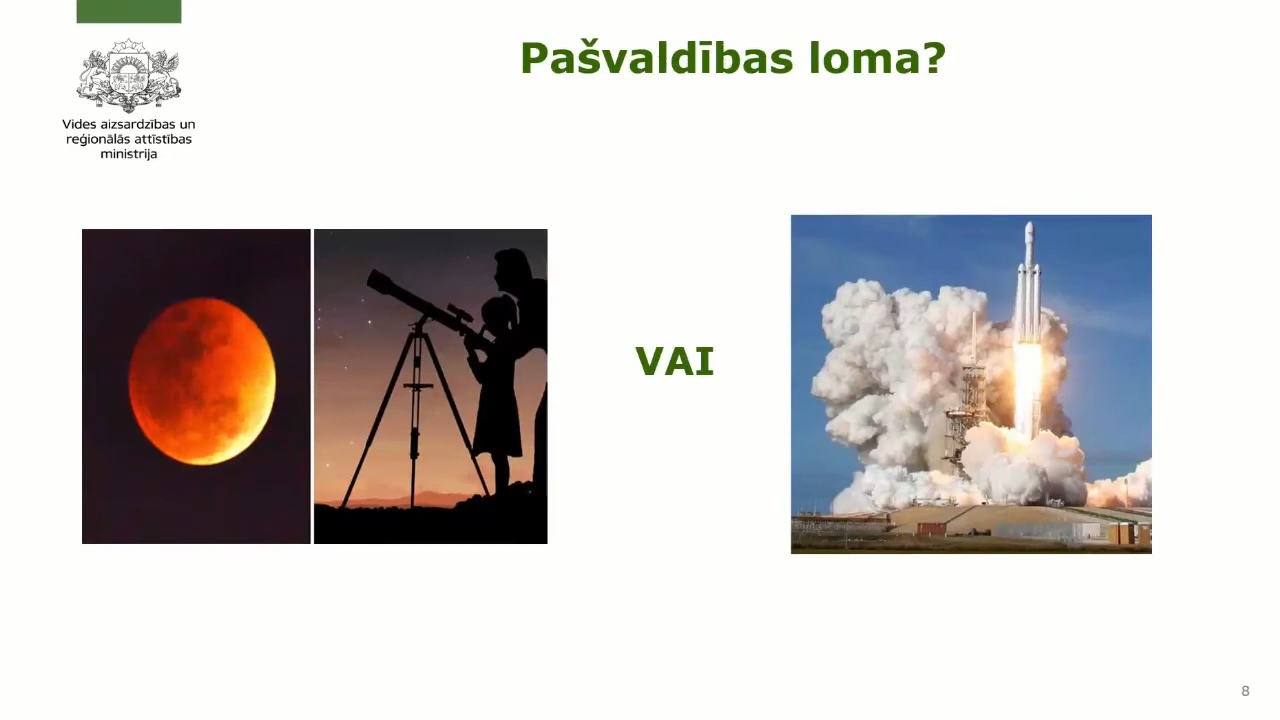 Pašvaldības loma?
Vides aizsardzības un
reģionālās attīstības
ministrija
VAI
8